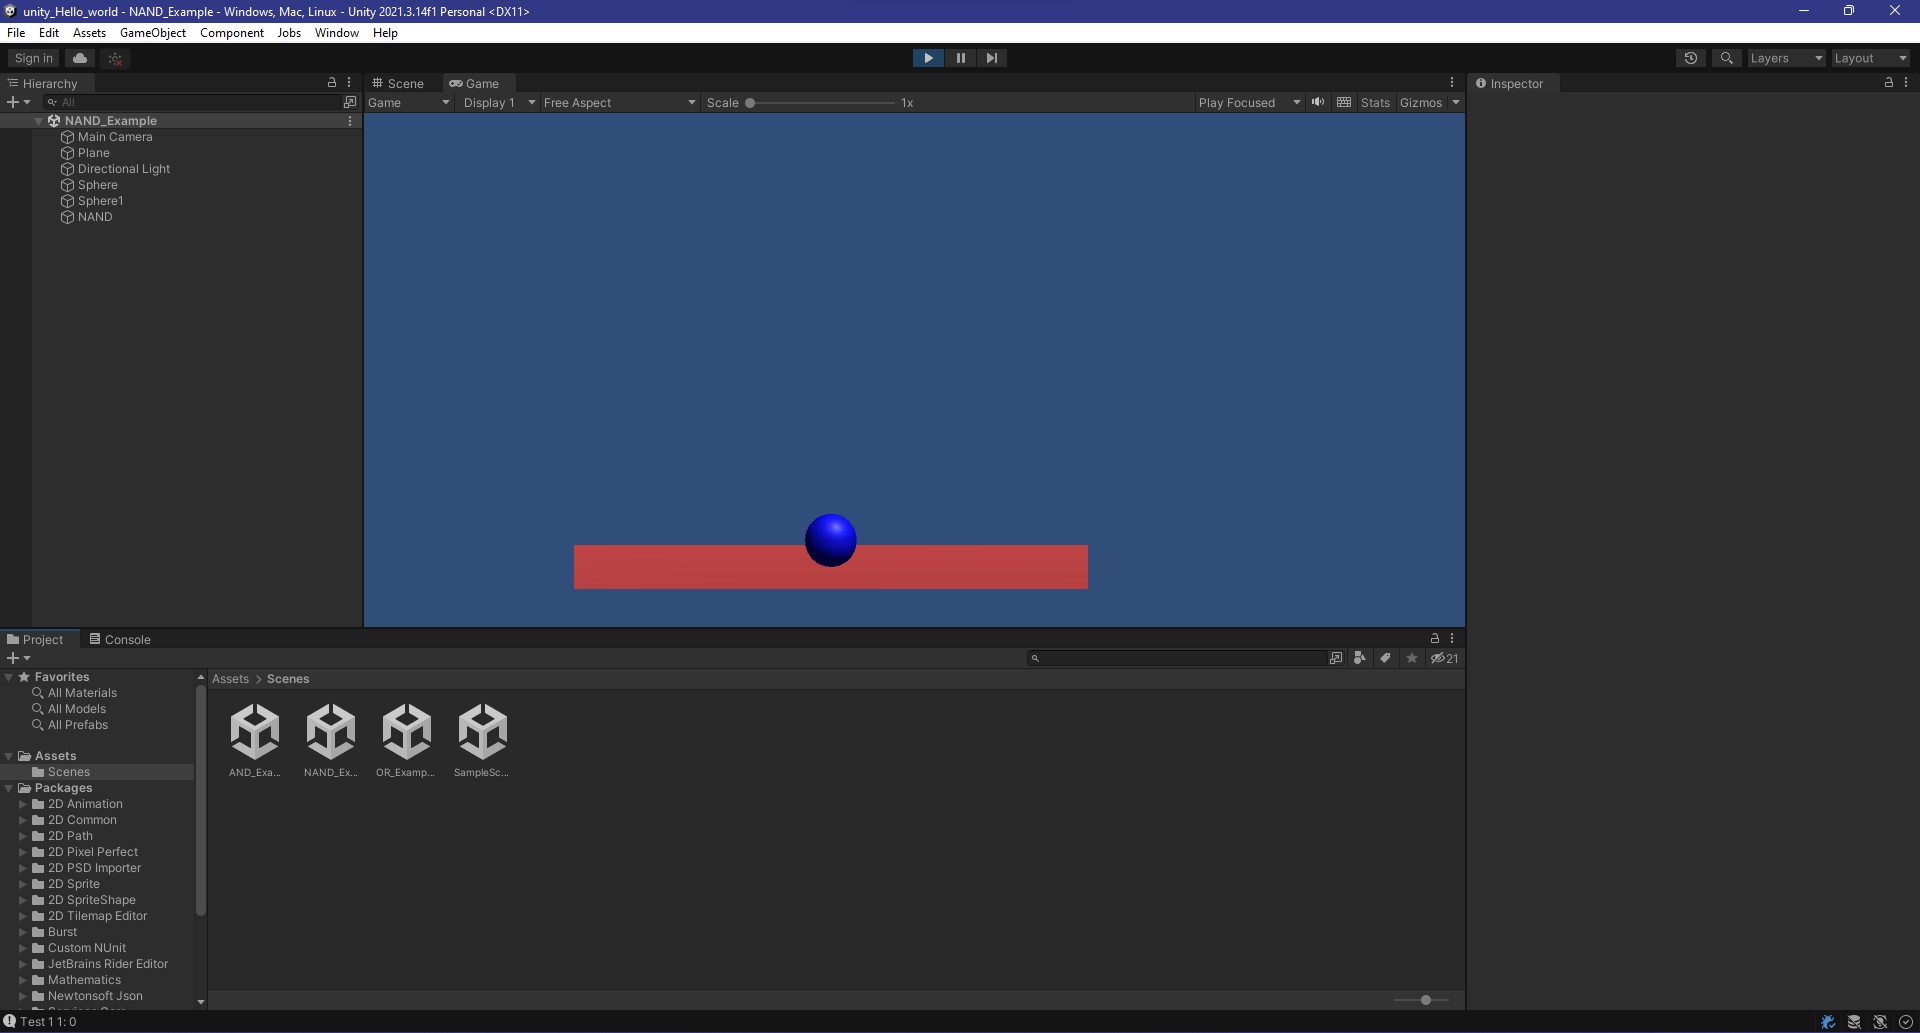 unity_Hello_world - NAND_Example - Windows, Mac, Linux - Unity 2021.3.14f1 Personal <DX11>
File Edit Assets GameObject Component Jobs Window Help
Sign in
Layers
Layout
Hierarchy
All
NAND_Example
Main Camera
Plane
Directional Light
Sphere
Sphere1
NAND
Scene
Game
Game
Display 1
Free Aspect
Scale
1x
Play Focused
Stats
Gizmos
Inspector
Project
Console
21
Favorites
All Materials
All Models
All Prefabs
Assets
Scenes
Packages
2D Animation
2D Common
2D Path
2D Pixel Perfect
2D PSD Importer
2D Sprite
2D SpriteShape
2D Tilemap Editor
Burst
Custom NUnit
JetBrains Rider Editor
Mathematics
Newtonsoft Json
Assets > Scenes
AND_Exa...
NAND_Ex...
OR_Examp...
SampleSc...
Test 1 1: 0